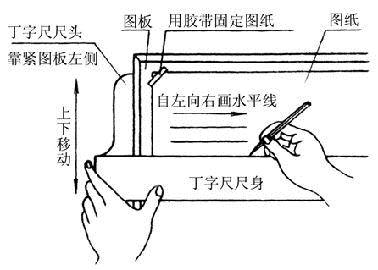 图板
用胶带固定图纸
图纸
丁字尺尺头
靠紧图板左侧
自左向右画水平线
上下移动
丁字尺尺身